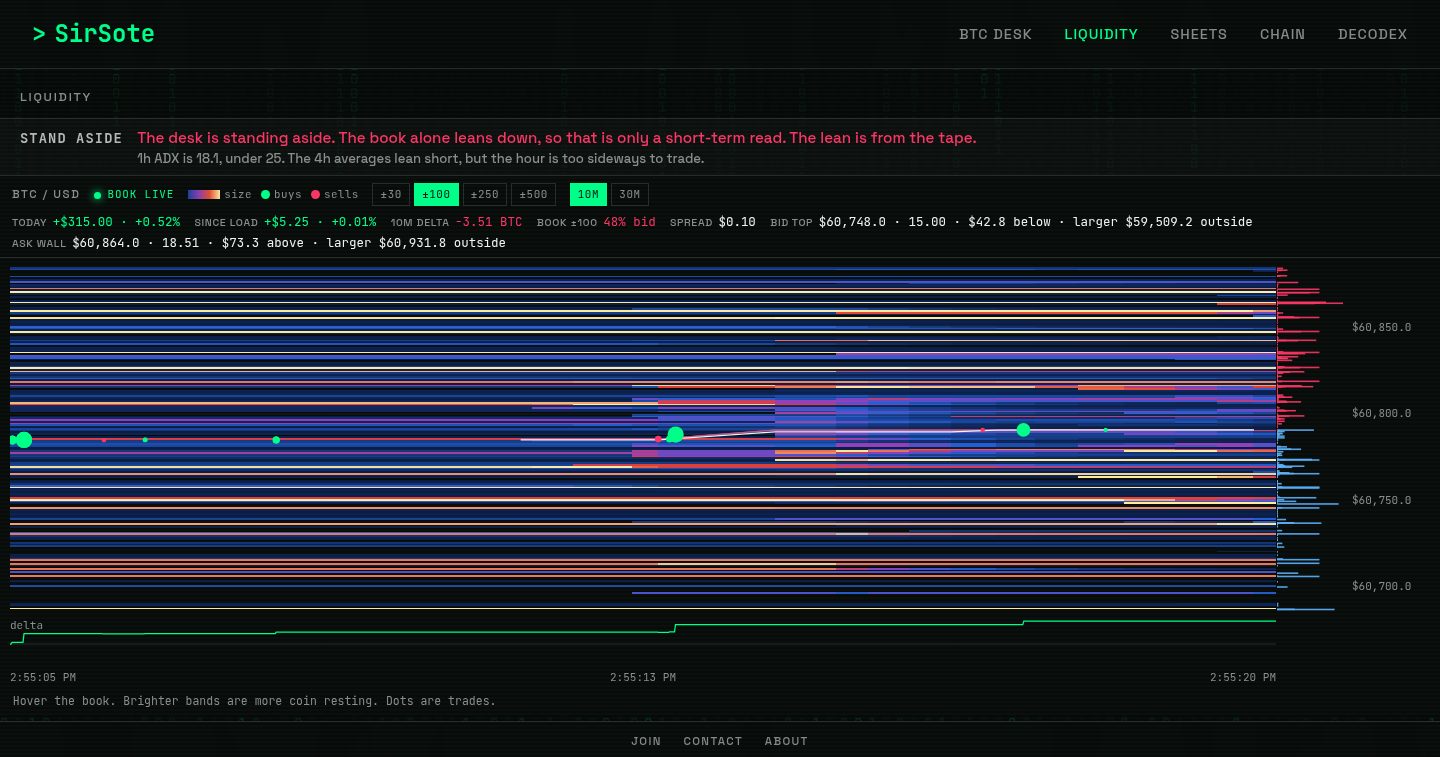 > SirSote
BTC DESK LIQUIDITY SHEETS CHAIN DECODEX
LIQUIDITY
STAND ASIDE The desk is standing aside. The book alone leans down, so that is only a short-term read. The lean is from the tape.
1h ADX is 18.1, under 25. The 4h averages lean short, but the hour is too sideways to trade.
BTC / USD BOOK LIVE size buys sells ±30 ±100 ±250 ±500 10M 30M
TODAY +$315.00 · +0.52% SINCE LOAD +$5.25 · +0.01% 10M DELTA -3.51 BTC BOOK ±100 48% bid SPREAD $0.10 BID TOP $60,748.0 · 15.00 · $42.8 below · larger $59,509.2 outside
ASK WALL $60,864.0 · 18.51 · $73.3 above · larger $60,931.8 outside
$60,850.0
$60,800.0
$60,750.0
$60,700.0
delta
2:55:05 PM 2:55:13 PM 2:55:20 PM
Hover the book. Brighter bands are more coin resting. Dots are trades.
JOIN CONTACT ABOUT